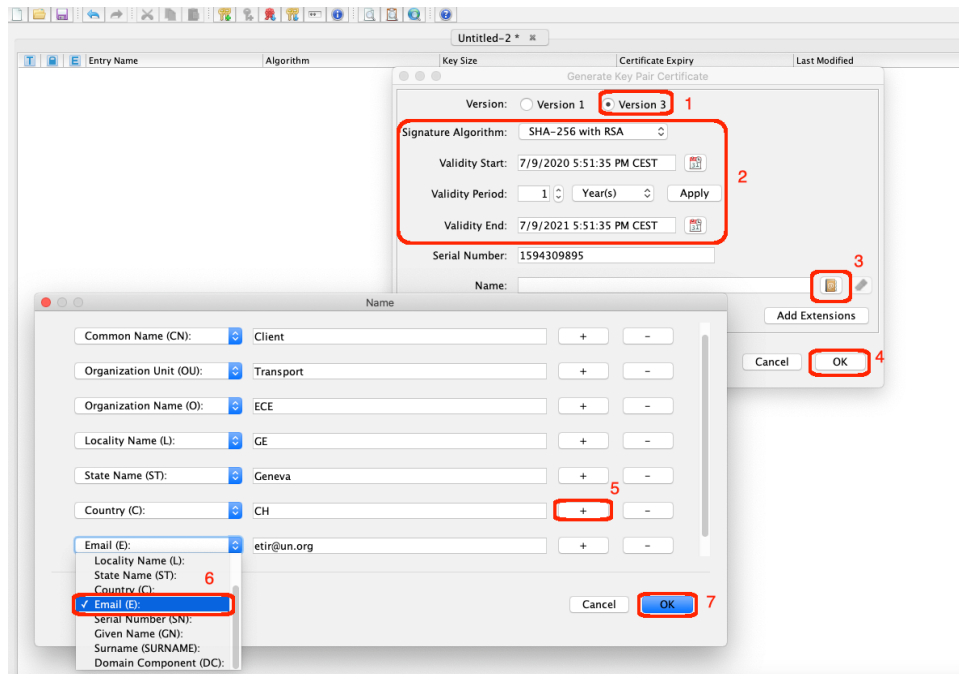 Untitled-2 *
T E Entry Name Algorithm Key Size Certificate Expiry Last Modified
Generate Key Pair Certificate
Version: Version 1 Version 3 1
Signature Algorithm: SHA-256 with RSA
Validity Start: 7/9/2020 5:51:35 PM CEST
2
Validity Period: 1 Year(s) Apply
Validity End: 7/9/2021 5:51:35 PM CEST
Serial Number: 1594309895
3
Name:
Add Extensions
Cancel OK 4
Name
Common Name (CN): Client + -
Organization Unit (OU): Transport + -
Organization Name (O): ECE + -
Locality Name (L): GE + -
State Name (ST): Geneva + -
5
Country (C): CH + -
Email (E): etir@un.org + -
Locality Name (L):
State Name (ST):
6
Country (C):
✓ Email (E):
Serial Number (SN):
Given Name (GN):
Surname (SURNAME):
Domain Component (DC):
Cancel OK 7